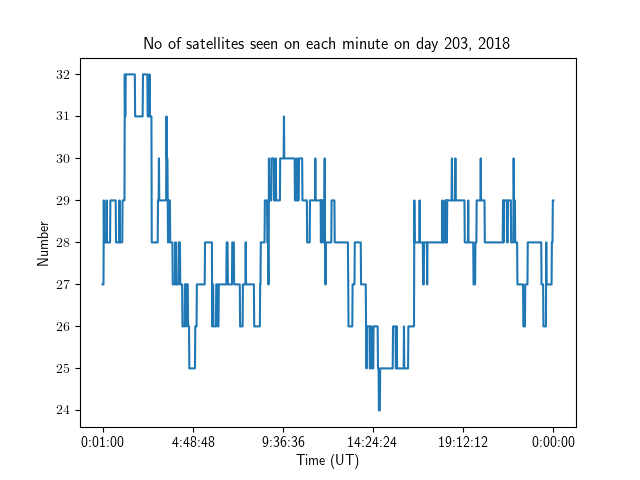 No of satellites seen on each minute on day 203, 2018
32
31
30
29
28
27
26
25
24
Number
0:01:00 4:48:48 9:36:36 14:24:24 19:12:12 0:00:00
Time (UT)